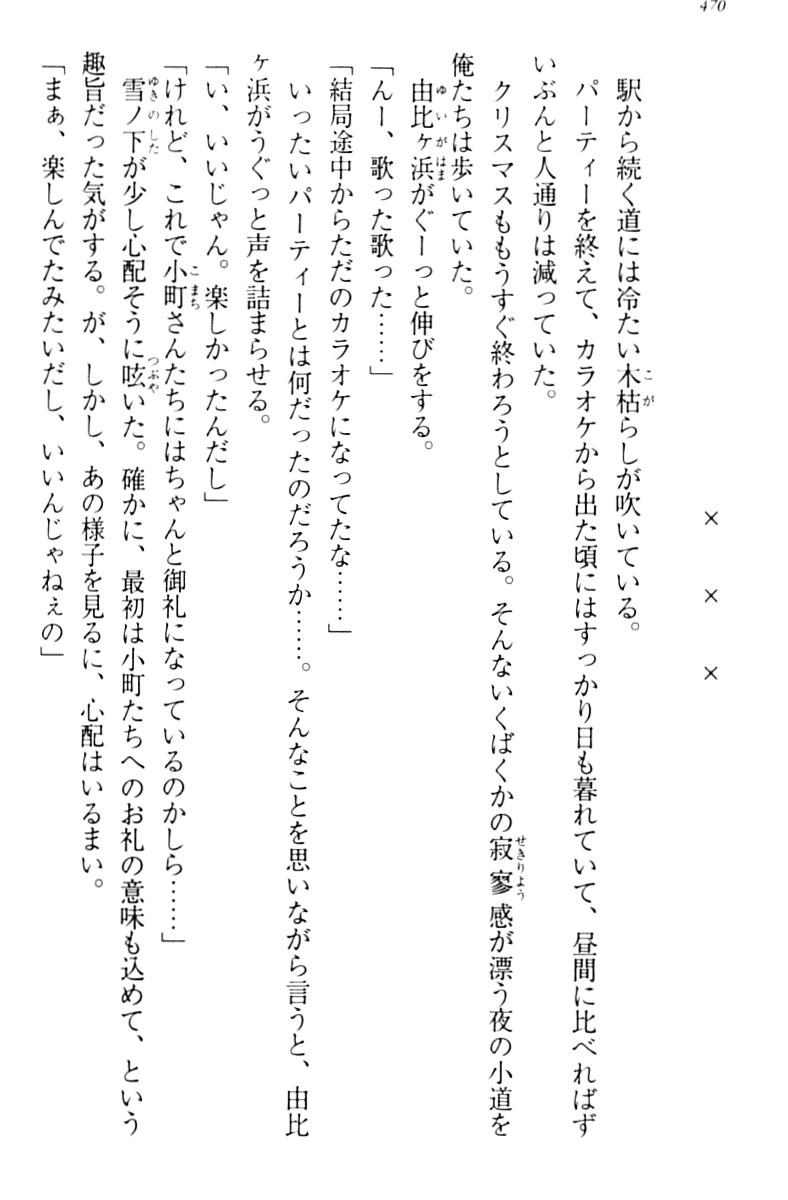 470
× × ×
駅から続く道には冷たい木枯らしが吹いている。
パーティーを終えて、カラオケから出た頃にはすっかり日も暮れていて、昼間に比べればず
いぶんと人通りは減っていた。
クリスマスももうすぐ終わろうとしている。そんないくばくかの寂寥感が漂う夜の小道を
俺たちは歩いていた。
由比ヶ浜がぐーっと伸びをする。
「んー、歌った歌った……」
「結局途中からただのカラオケになってたな……」
いったいパーティーとは何だったのだろうか……。そんなことを思いながら言うと、由比
ヶ浜がうぐっと声を詰まらせる。
「い、いいじゃん。楽しかったんだし」
「けれど、これで小町さんたちにはちゃんと御礼になっているのかしら……」
雪ノ下が少し心配そうに呟いた。確かに、最初は小町たちへのお礼の意味も込めて、という
趣旨だった気がする。が、しかし、あの様子を見るに、心配はいるまい。
「まぁ、楽しんでたみたいだし、いいんじゃねぇの」